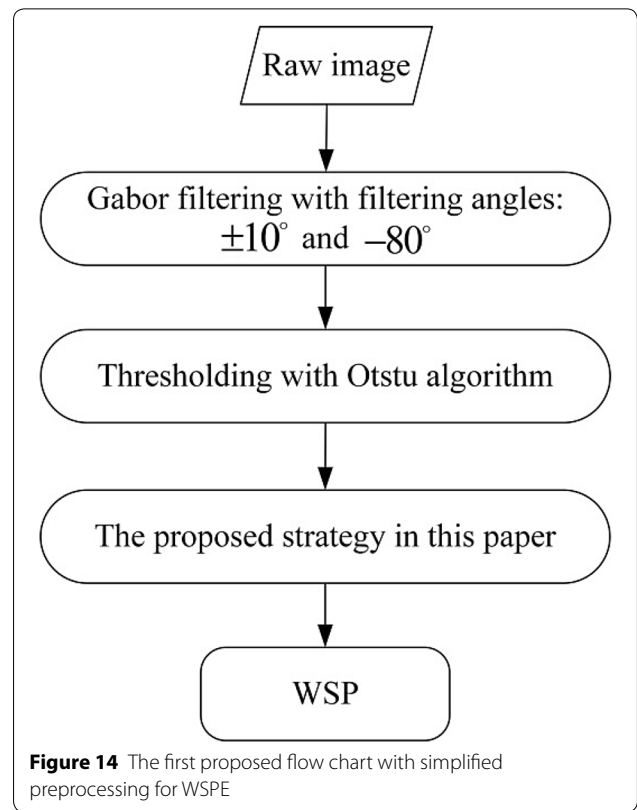 Raw image
Gabor filtering with filtering angles:
±10° and –80°
Thresholding with Otstu algorithm
The proposed strategy in this paper
WSP
Figure 14 The first proposed flow chart with simplified
preprocessing for WSPE